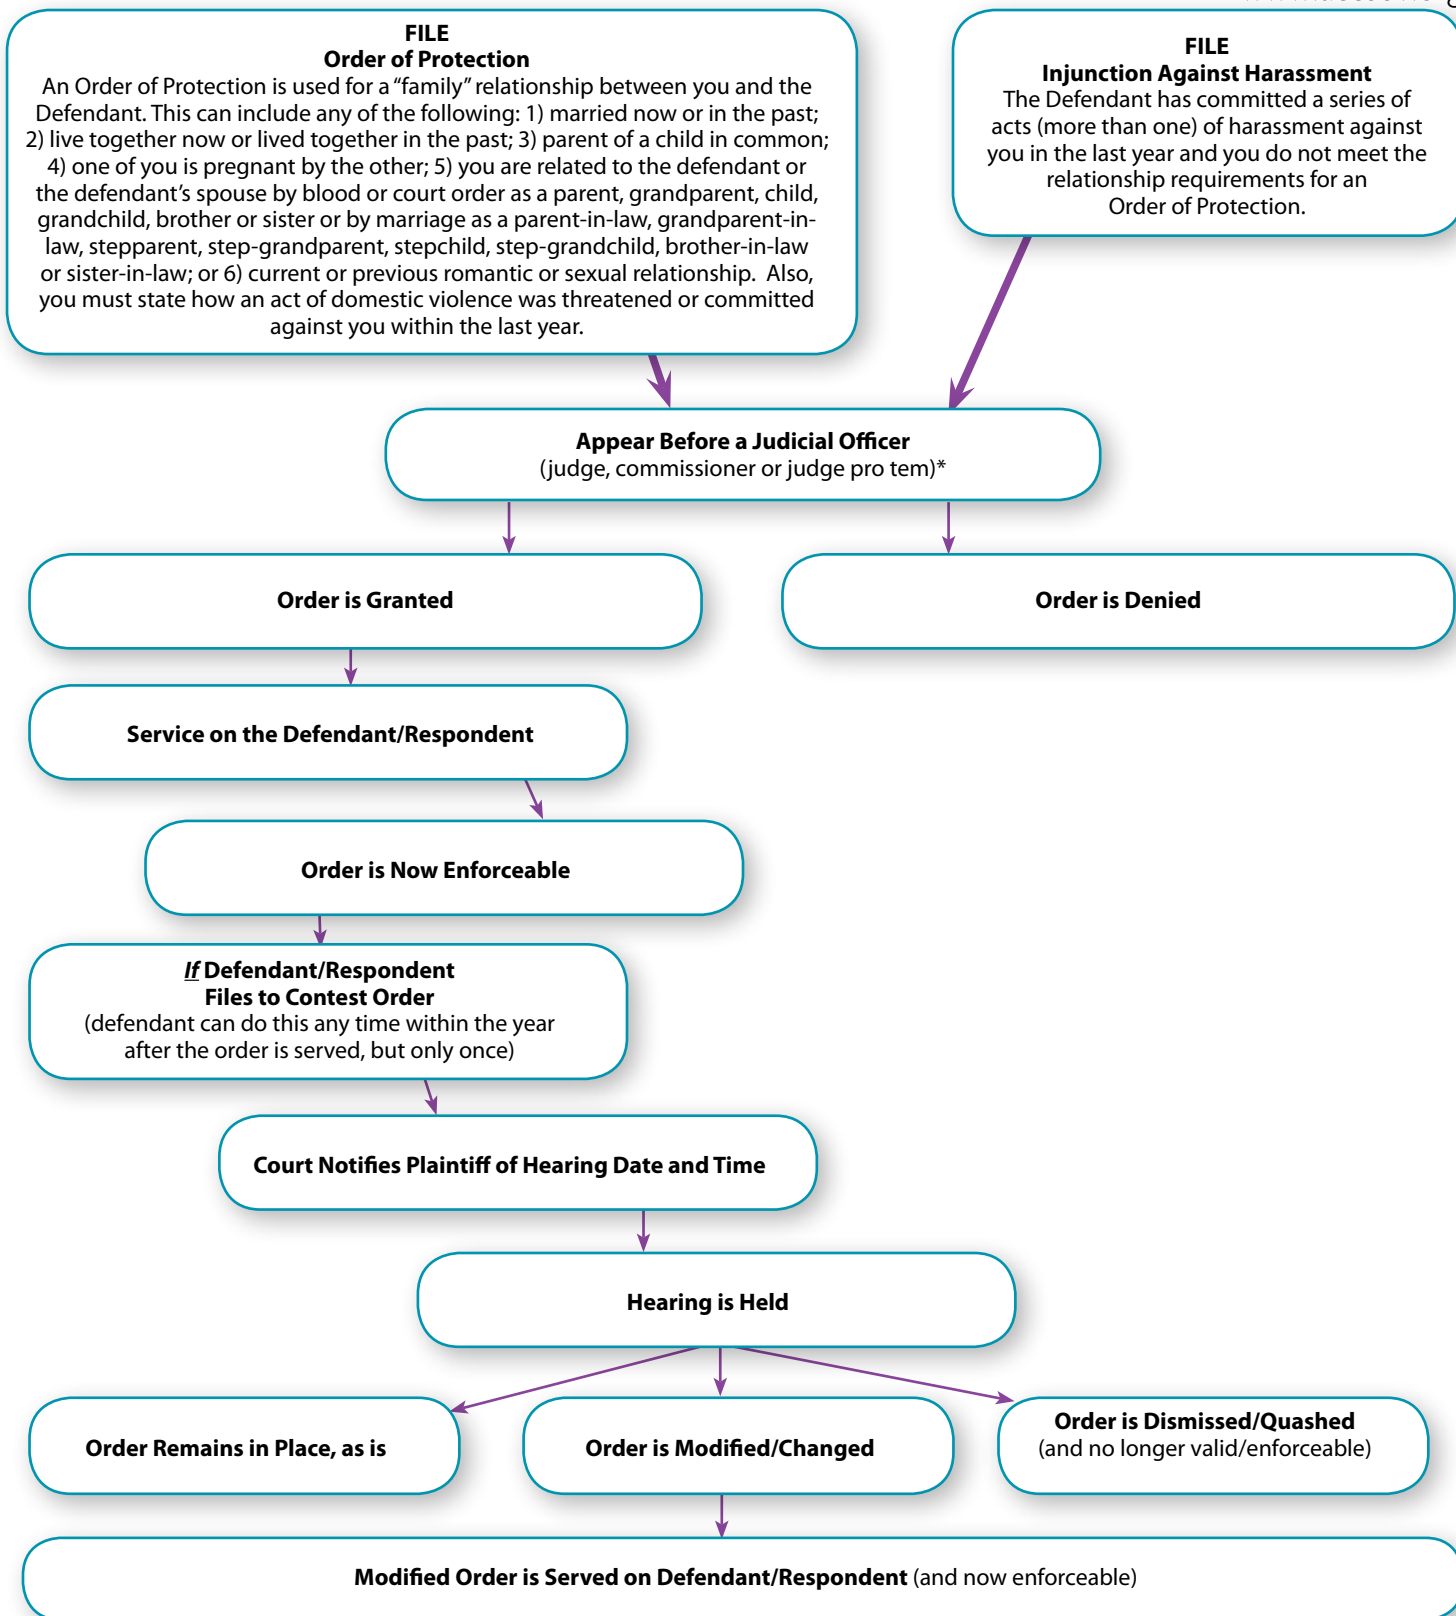 FILE
Order of Protection
An Order of Protection is used for a “family” relationship between you and the
Defendant. This can include any of the following: 1) married now or in the past;
2) live together now or lived together in the past; 3) parent of a child in common;
4) one of you is pregnant by the other; 5) you are related to the defendant or
the defendant’s spouse by blood or court order as a parent, grandparent, child,
grandchild, brother or sister or by marriage as a parent-in-law, grandparent-in-
law, stepparent, step-grandparent, stepchild, step-grandchild, brother-in-law
or sister-in-law; or 6) current or previous romantic or sexual relationship. Also,
you must state how an act of domestic violence was threatened or committed
against you within the last year.
FILE
Injunction Against Harassment
The Defendant has committed a series of
acts (more than one) of harassment against
you in the last year and you do not meet the
relationship requirements for an
Order of Protection.
Appear Before a Judicial Officer
(judge, commissioner or judge pro tem)*
Order is Granted
Order is Denied
Service on the Defendant/Respondent
Order is Now Enforceable
If Defendant/Respondent
Files to Contest Order
(defendant can do this any time within the year
after the order is served, but only once)
Court Notifies Plaintiff of Hearing Date and Time
Hearing is Held
Order Remains in Place, as is
Order is Modified/Changed
Order is Dismissed/Quashed
(and no longer valid/enforceable)
Modified Order is Served on Defendant/Respondent (and now enforceable)